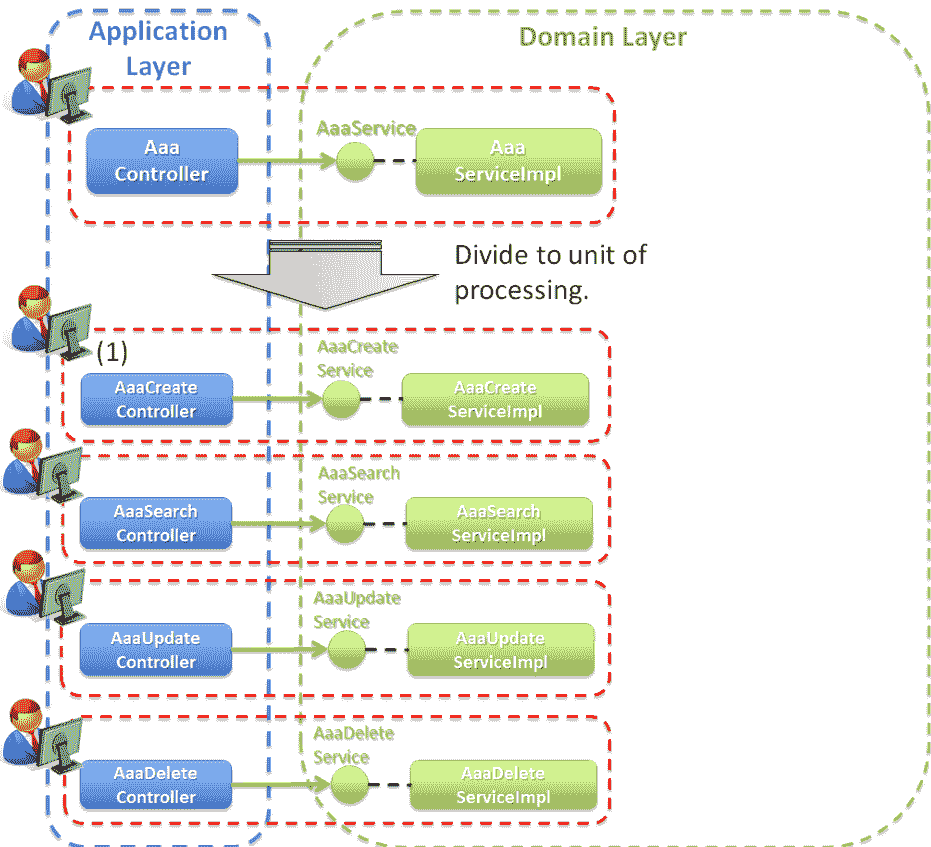 Application
Layer
Domain Layer
Aaa
Controller
AaaService
Aaa
ServiceImpl
Divide to unit of
processing.
(1)
AaaCreate
Controller
AaaCreate
Service
AaaCreate
ServiceImpl
AaaSearch
Controller
AaaSearch
Service
AaaSearch
ServiceImpl
AaaUpdate
Controller
AaaUpdate
Service
AaaUpdate
ServiceImpl
AaaDelete
Controller
AaaDelete
Service
AaaDelete
ServiceImpl